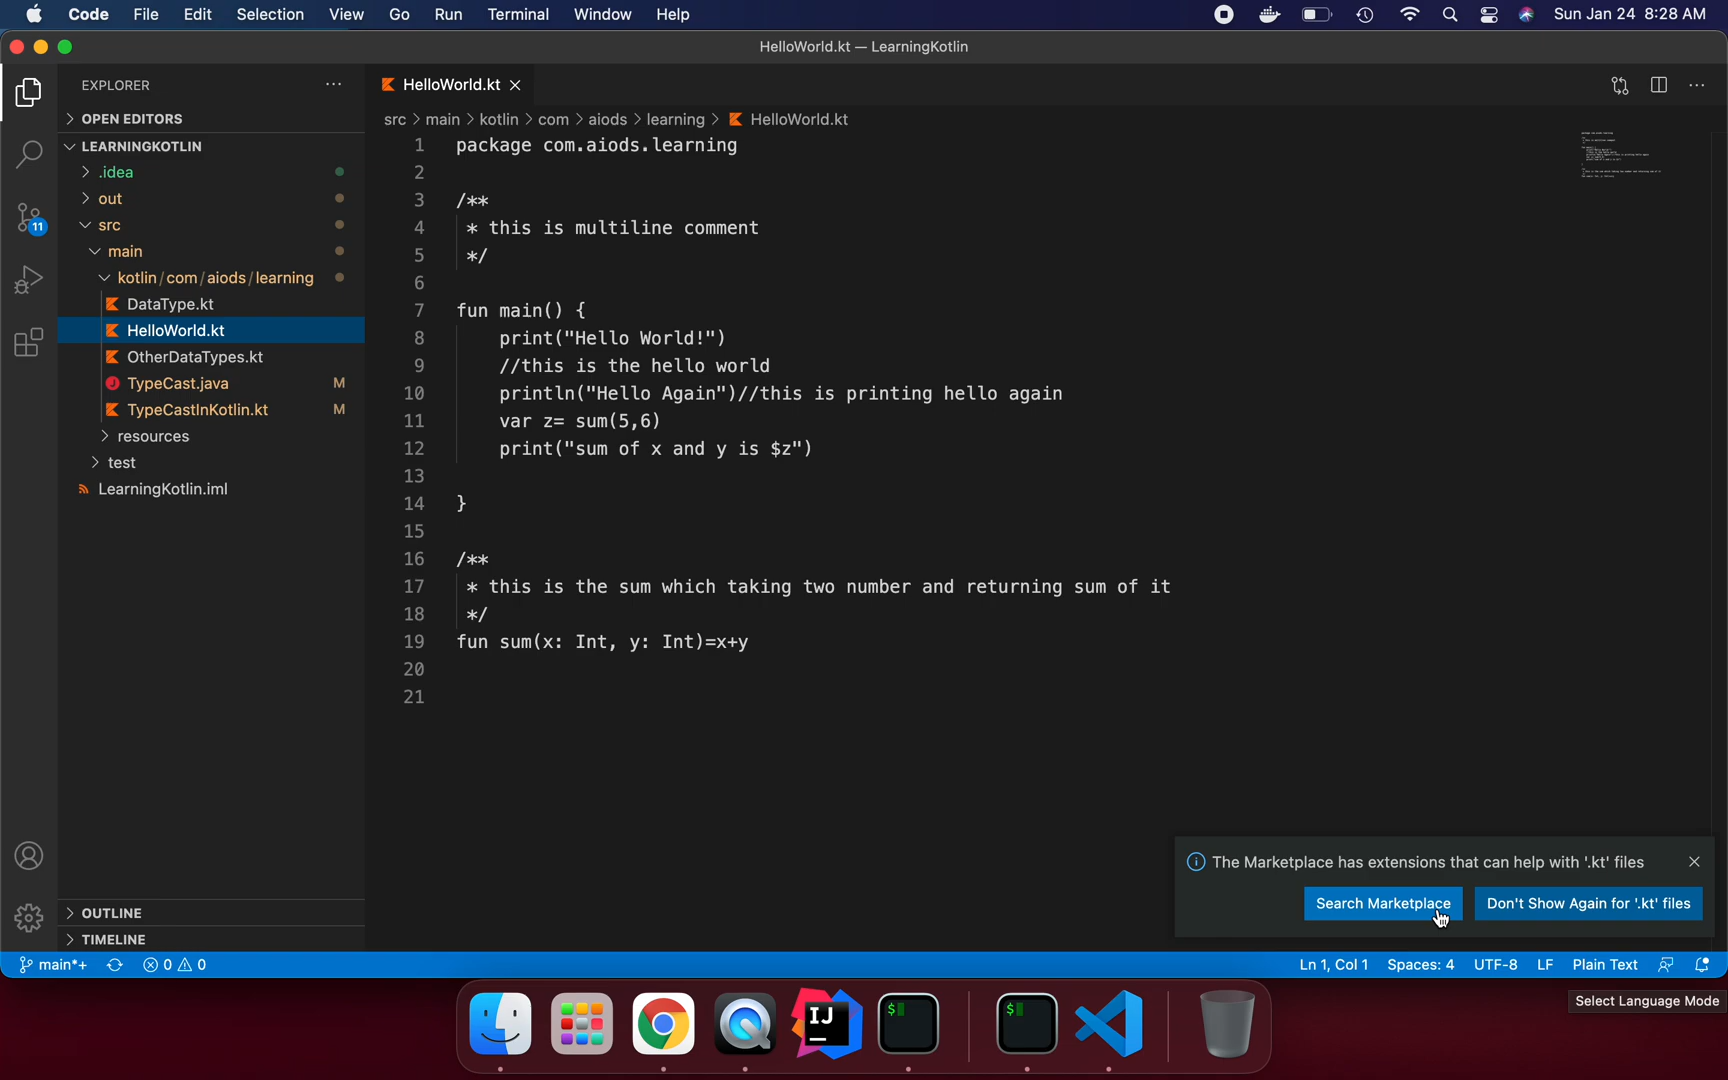 Code File Edit Selection View Go Run Terminal Window Help Sun Jan 24 8:28 AM
HelloWorld.kt — LearningKotlin
EXPLORER ···
HelloWorld.kt ×
> OPEN EDITORS
src > main > kotlin > com > aiods > learning > HelloWorld.kt
LEARNINGKOTLIN
> .idea
> out
src
main
kotlin/com/aiods/learning
DataType.kt
HelloWorld.kt
OtherDataTypes.kt
TypeCast.java M
TypeCastInKotlin.kt M
> resources
> test
LearningKotlin.iml
11
1 package com.aiods.learning
2
3 /**
4 * this is multiline comment
5 */
6
7 fun main() {
8 print("Hello World!")
9 //this is the hello world
10 println("Hello Again")//this is printing hello again
11 var z= sum(5,6)
12 print("sum of x and y is $z")
13
14 }
15
16 /**
17 * this is the sum which taking two number and returning sum of it
18 */
19 fun sum(x: Int, y: Int)=x+y
20
21
The Marketplace has extensions that can help with '.kt' files
Search Marketplace Don't Show Again for '.kt' files
> OUTLINE
> TIMELINE
main*+ 0 0 Ln 1, Col 1 Spaces: 4 UTF-8 LF Plain Text
Select Language Mode
IJ
$
$